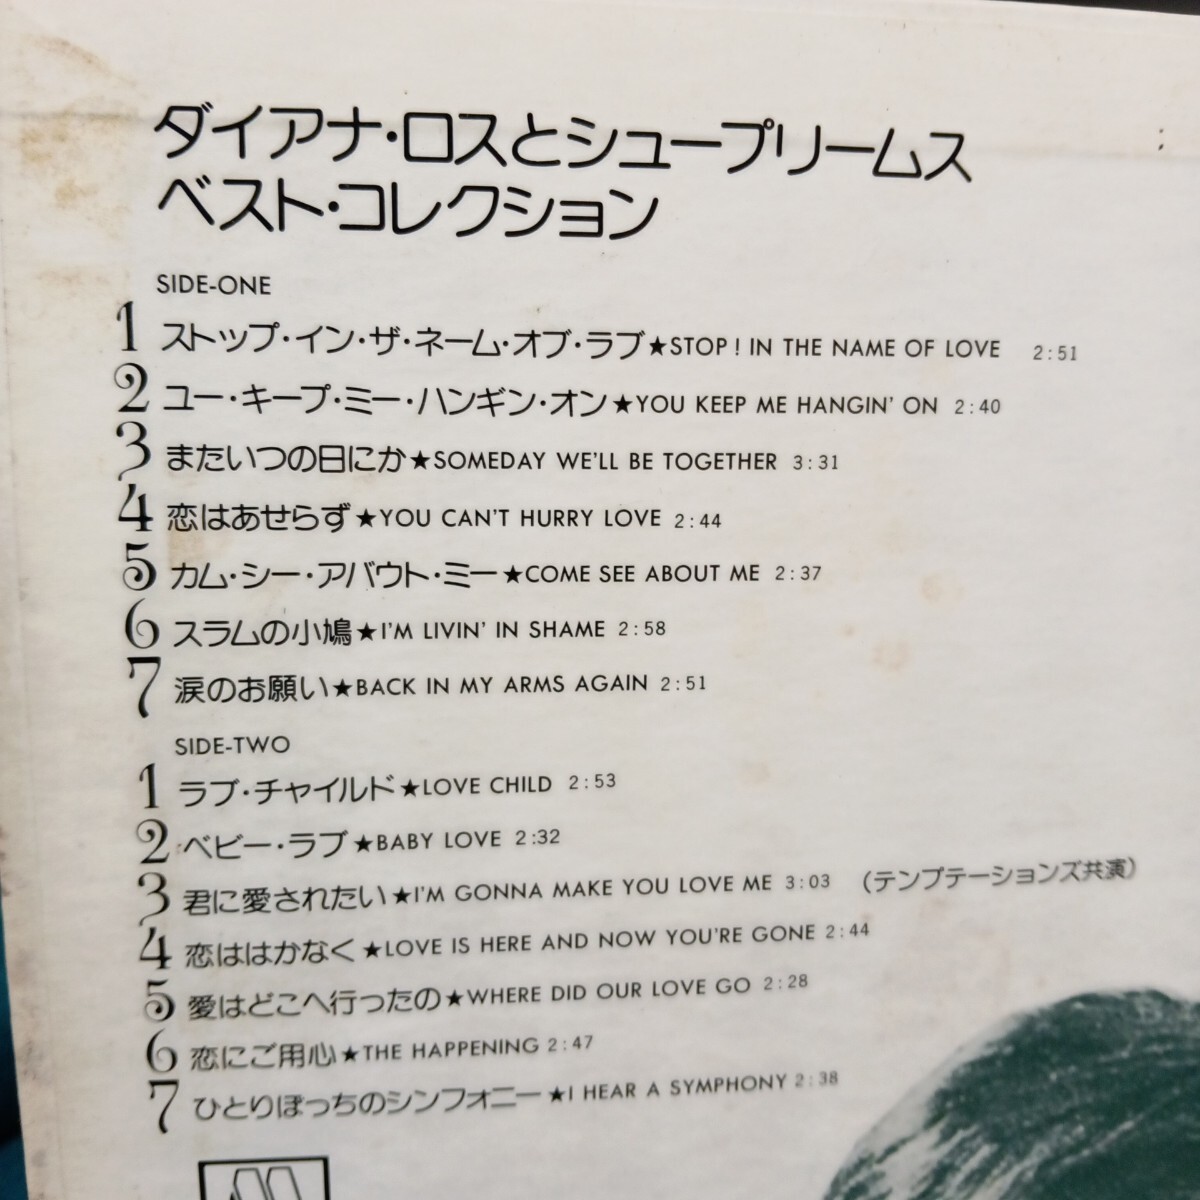 ダイアナ・ロスとシュープリームス
ベスト・コレクション
SIDE-ONE
1 ストップ・イン・ザ・ネーム・オブ・ラブ★STOP! IN THE NAME OF LOVE 2:51
2 ユー・キープ・ミー・ハンギン・オン★YOU KEEP ME HANGIN' ON 2:40
3 またいつの日にか★SOMEDAY WE'LL BE TOGETHER 3:31
4 恋はあせらず★YOU CAN'T HURRY LOVE 2:44
5 カム・シー・アバウト・ミー★COME SEE ABOUT ME 2:37
6 スラムの小鳩★I'M LIVIN' IN SHAME 2:58
7 涙のお願い★BACK IN MY ARMS AGAIN 2:51
SIDE-TWO
1 ラブ・チャイルド★LOVE CHILD 2:53
2 ベビー・ラブ★BABY LOVE 2:32
3 君に愛されたい★I'M GONNA MAKE YOU LOVE ME 3:03 (テンプテーションズ共演)
4 恋ははかなく★LOVE IS HERE AND NOW YOU'RE GONE 2:44
5 愛はどこへ行ったの★WHERE DID OUR LOVE GO 2:28
6 恋にご用心★THE HAPPENING 2:47
7 ひとりぼっちのシンフォニー★I HEAR A SYMPHONY 2:38